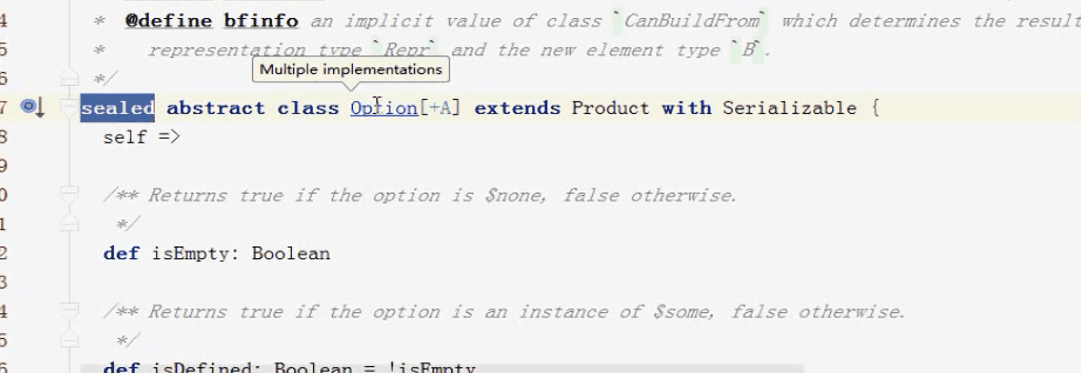 4 * @define bfinfo an implicit value of class `CanBuildFrom` which determines the result
5 * representation type `Repr` and the new element type `B`.
Multiple implementations
6 */
7 sealed abstract class Option[+A] extends Product with Serializable {
8 self =>
9
0 /** Returns true if the option is $none, false otherwise.
1 */
2 def isEmpty: Boolean
3
4 /** Returns true if the option is an instance of $some, false otherwise.
5 */
6 def isDefined: Boolean = !isEmpty